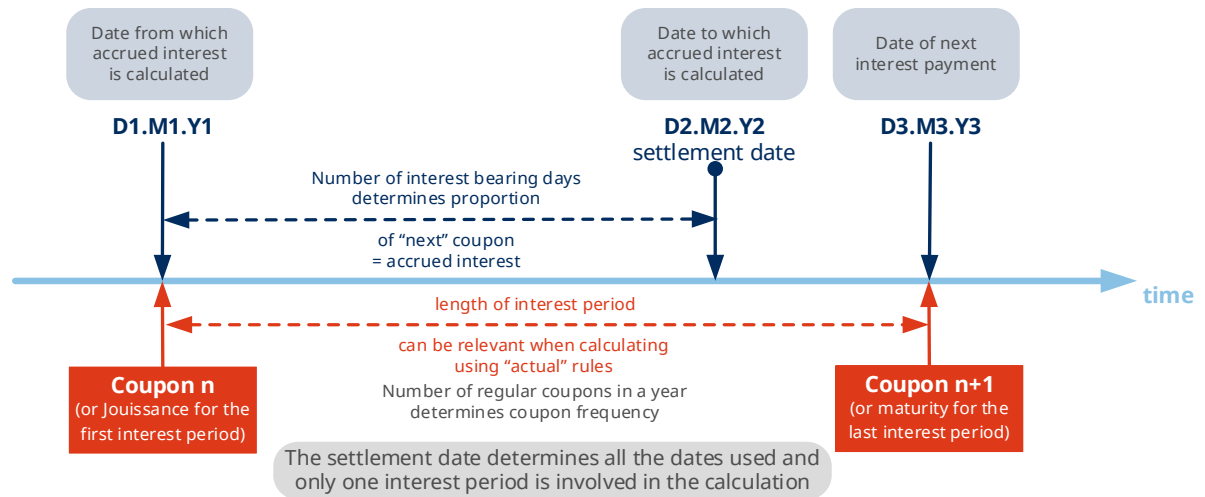 Date from which
accrued interest
is calculated
Date to which
accrued interest
is calculated
Date of next
interest payment
D1.M1.Y1
D2.M2.Y2
settlement date
D3.M3.Y3
Number of interest bearing days
determines proportion
of “next” coupon
= accrued interest
time
length of interest period
can be relevant when calculating
using “actual” rules
Number of regular coupons in a year
determines coupon frequency
Coupon n
(or Jouissance for the
first interest period)
Coupon n+1
(or maturity for the
last interest period)
The settlement date determines all the dates used and
only one interest period is involved in the calculation